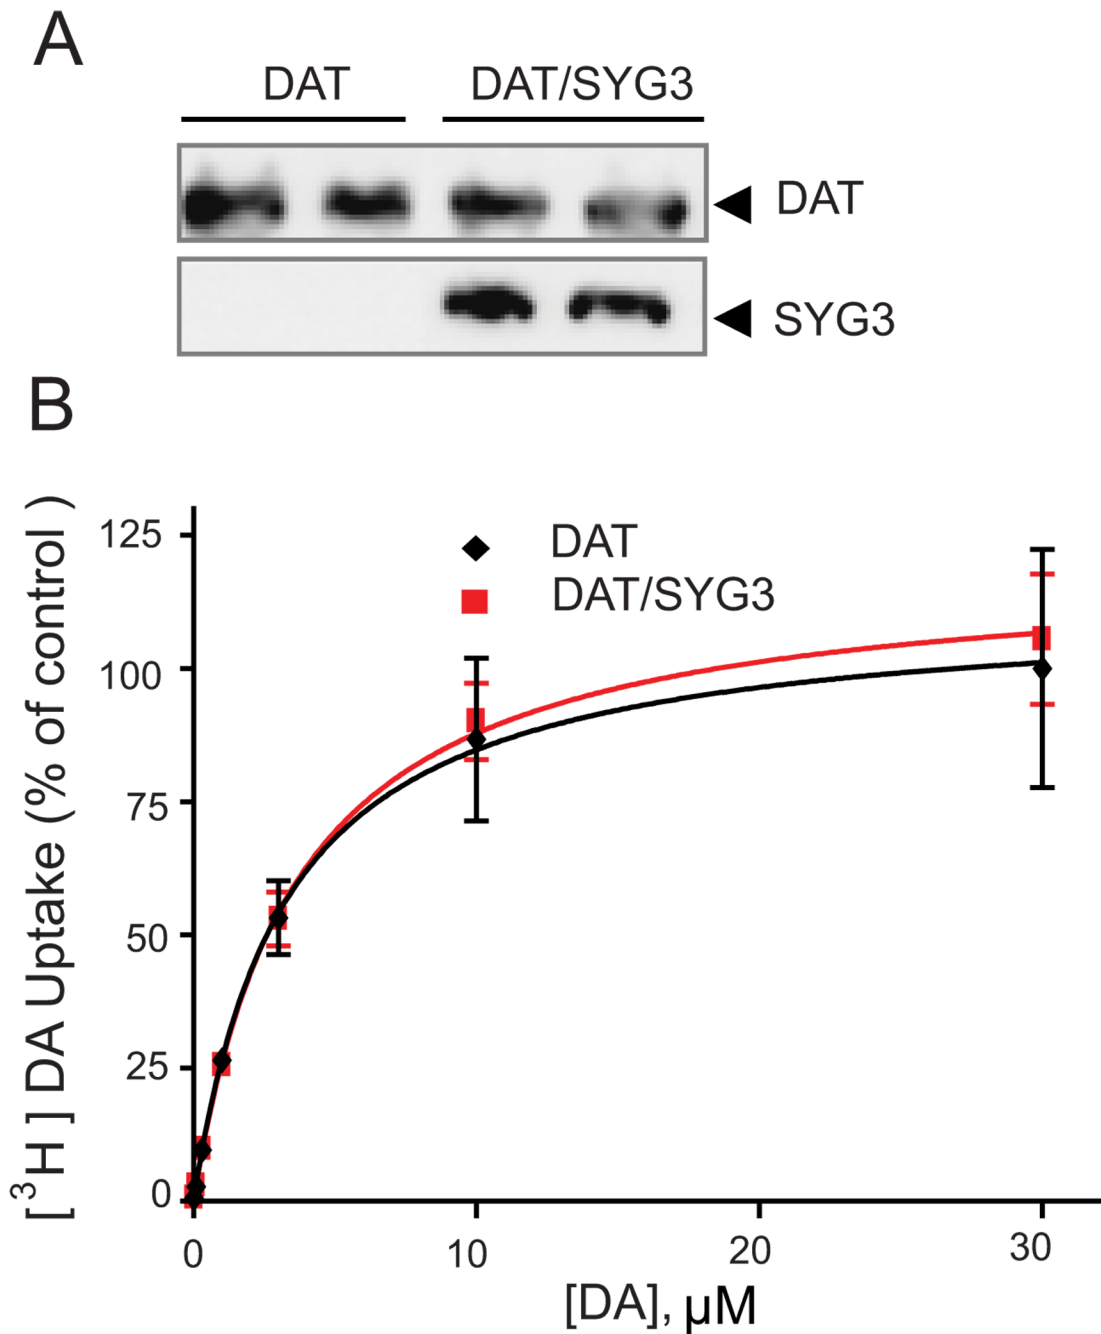 A
DAT DAT/SYG3
DAT
SYG3
B
[³H] DA Uptake (% of control )
125
100
75
50
25
0
DAT
DAT/SYG3
0 10 20 30
[DA], µM